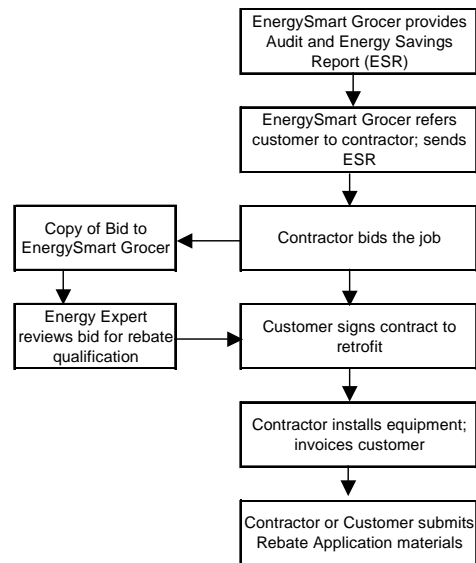 EnergySmart Grocer provides
Audit and Energy Savings
Report (ESR)
EnergySmart Grocer refers
customer to contractor; sends
ESR
Copy of Bid to
EnergySmart Grocer
Contractor bids the job
Energy Expert
reviews bid for rebate
qualification
Customer signs contract to
retrofit
Contractor installs equipment;
invoices customer
Contractor or Customer submits
Rebate Application materials